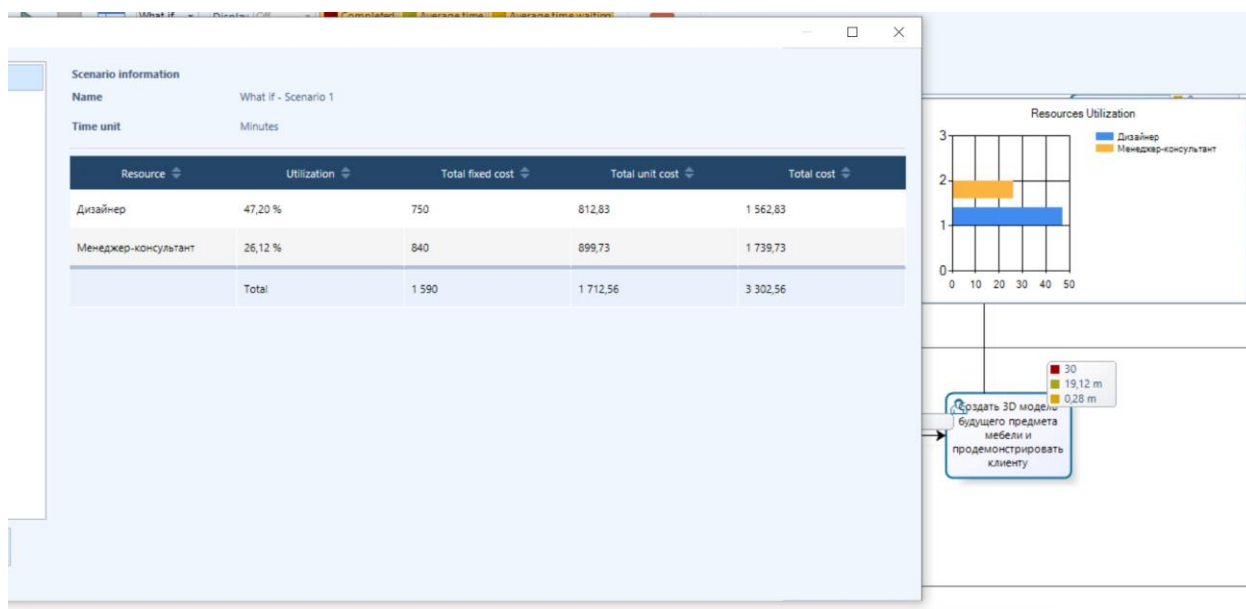 What if Display Off Completed Average time Average time waiting
Scenario information
Name What if - Scenario 1
Time unit Minutes
Resource Utilization Total fixed cost Total unit cost Total cost
Дизайнер 47,20 % 750 812,83 1 562,83
Менеджер-консультант 26,12 % 840 899,73 1 739,73
Total 1 590 1 712,56 3 302,56
Resources Utilization
Дизайнер
Менеджер-консультант
3
2
1
0
0 10 20 30 40 50
30
19,12 m
0,28 m
Создать 3D модель
будущего предмета
мебели и
продемонстрировать
клиенту